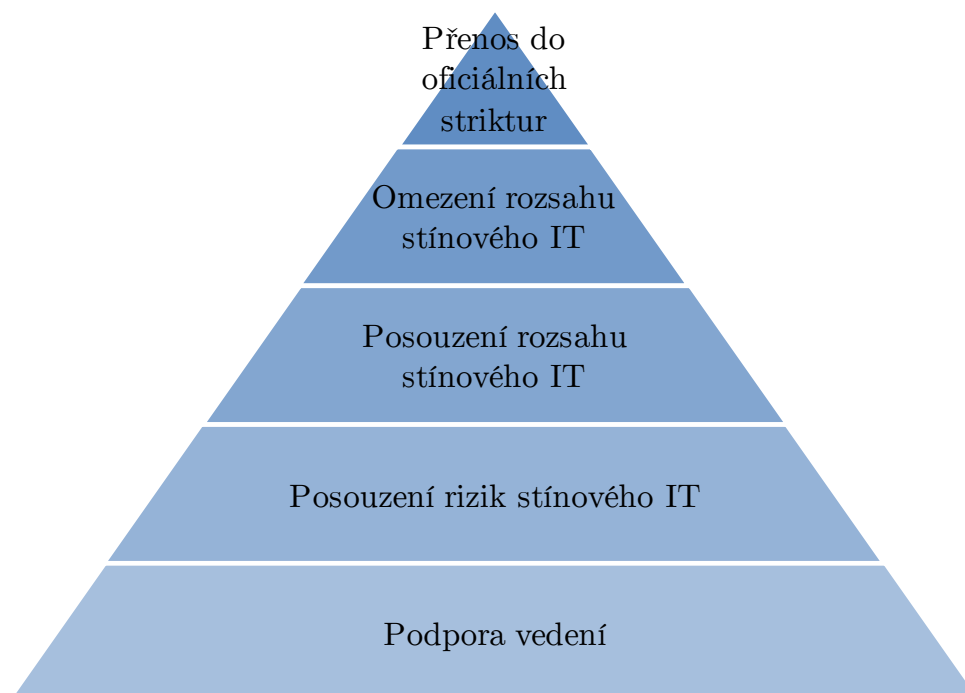 Přenos do
oficiálních
striktur
Omezení rozsahu
stínového IT
Posouzení rozsahu
stínového IT
Posouzení rizik stínového IT
Podpora vedení